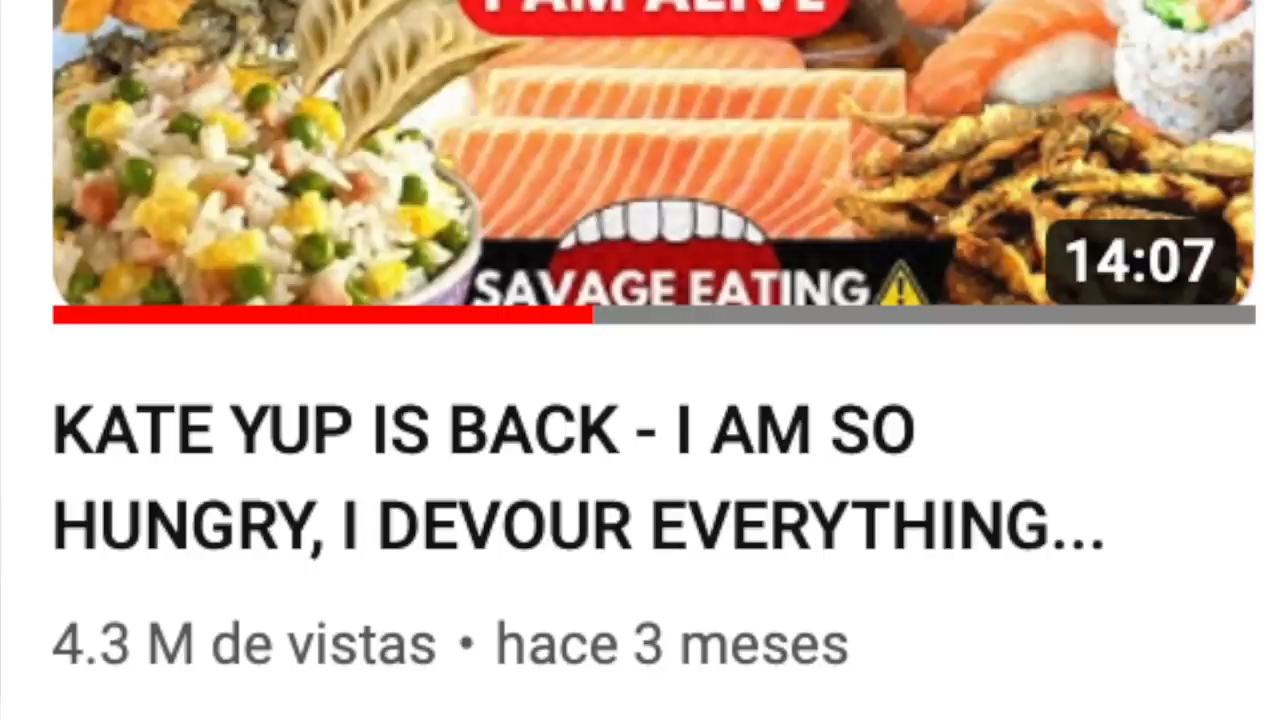 I AM ALIVE
14:07
SAVAGE EATING
KATE YUP IS BACK - I AM SO
HUNGRY, I DEVOUR EVERYTHING...
4.3 M de vistas • hace 3 meses